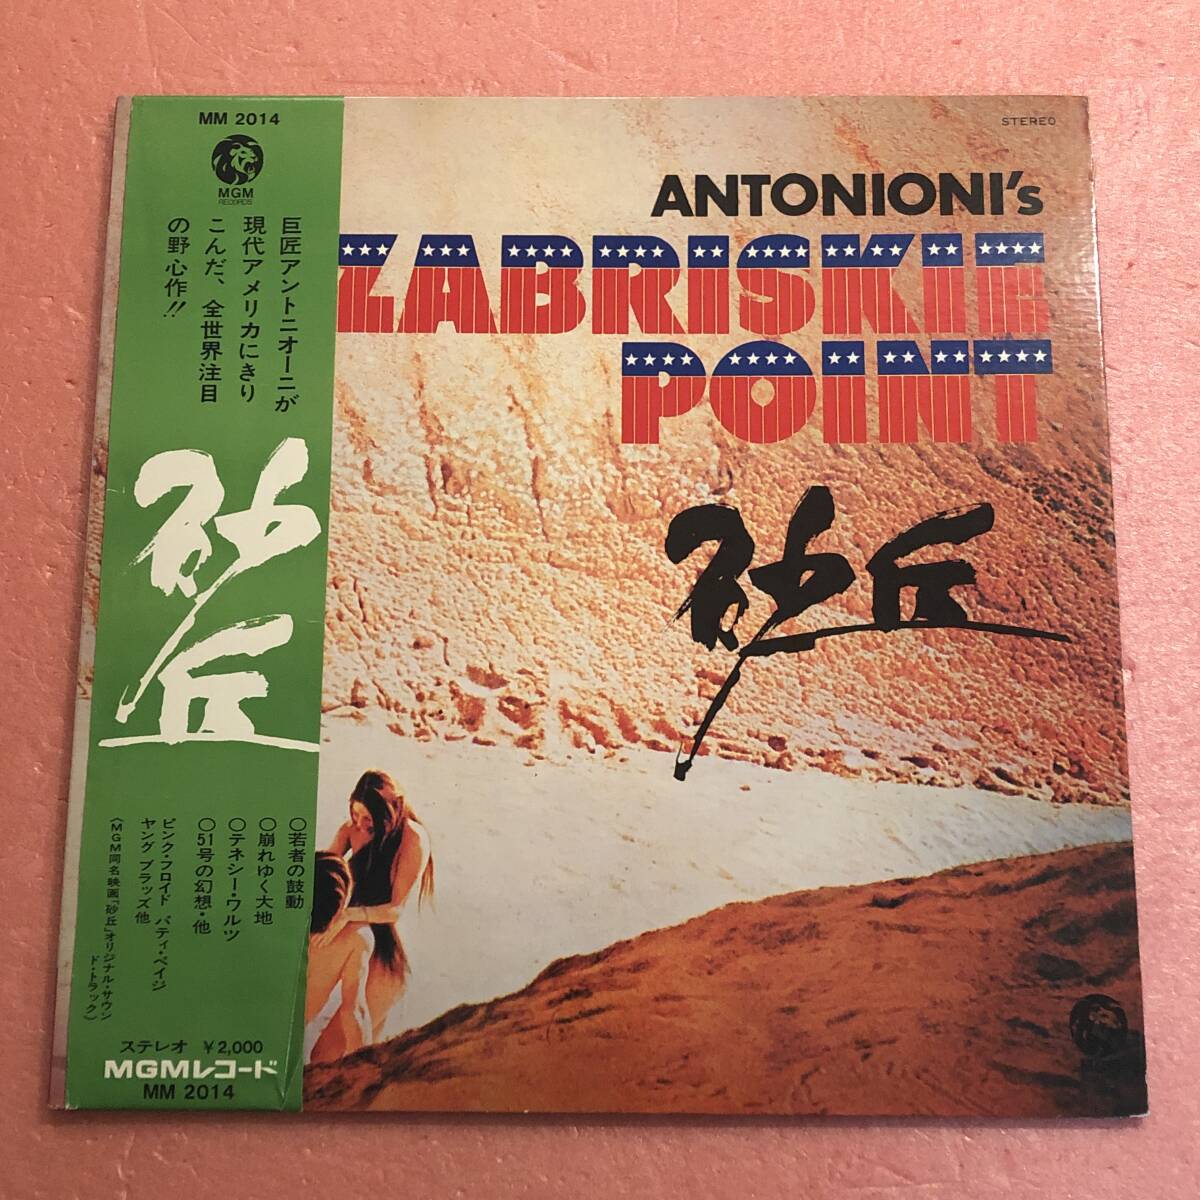 MM 2014
MGM
RECORDS
巨匠アントニオーニが
現代アメリカにきり
こんだ、全世界注目
の野心作!!
砂丘
○若者の鼓動
○崩れゆく大地
○テネシー・ワルツ
○51号の幻想・他
ピンク・フロイド パティ・ペイジ
ヤング ブラッズ他
《MGM同名映画「砂丘」オリジナル・サウン
ド・トラック》
ステレオ ¥2,000
MGMレコード
MM 2014
STEREO
ANTONIONI's
ZABRISKIE
POINT
砂丘